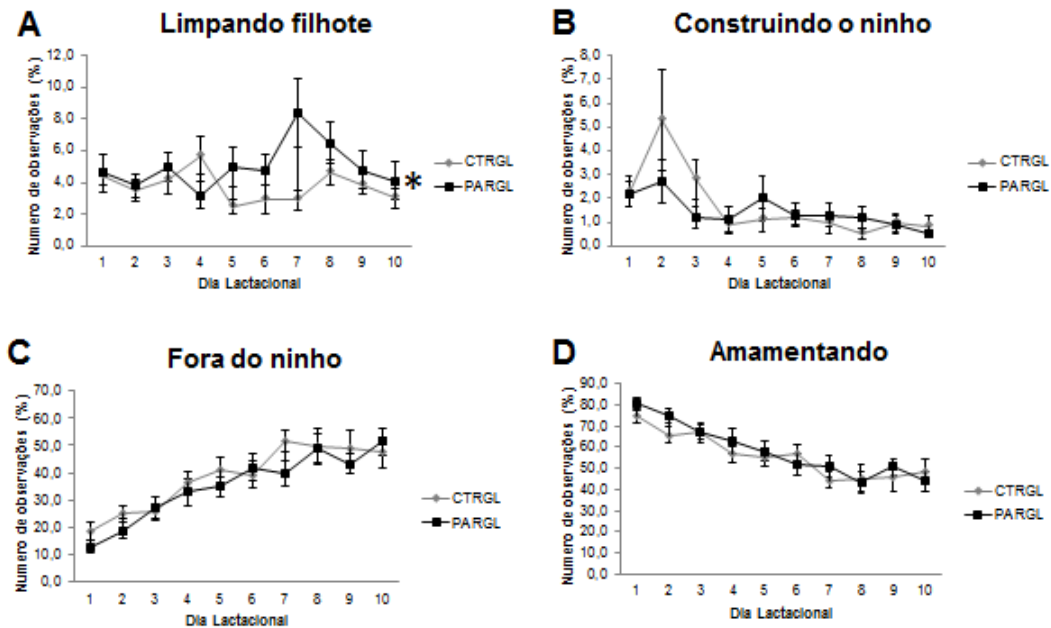 A
Limpando filhote
Numero de observações (%)
12,0
10,0
8,0
6,0
4,0
2,0
0,0
1 2 3 4 5 6 7 8 9 10
Dia Lactacional
CTRGL
PARGL
*
B
Construindo o ninho
Numero de observações (%)
8,0
7,0
6,0
5,0
4,0
3,0
2,0
1,0
0,0
1 2 3 4 5 6 7 8 9 10
Dia Lactacional
CTRGL
PARGL
C
Fora do ninho
Numero de observações (%)
70,0
60,0
50,0
40,0
30,0
20,0
10,0
0,0
1 2 3 4 5 6 7 8 9 10
Dia Lactacional
CTRGL
PARGL
D
Amamentando
Numero de observações (%)
90,0
80,0
70,0
60,0
50,0
40,0
30,0
20,0
10,0
0,0
1 2 3 4 5 6 7 8 9 10
Dia Lactacional
CTRGL
PARGL